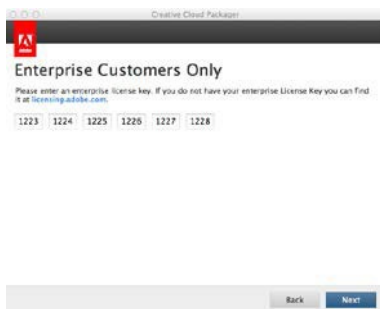 Creative Cloud Packager
Adobe
Enterprise Customers Only
Please enter an enterprise license key. If you do not have your enterprise License Key you can find
it at licensing.adobe.com.
1223 1224 1225 1226 1227 1228
Back Next